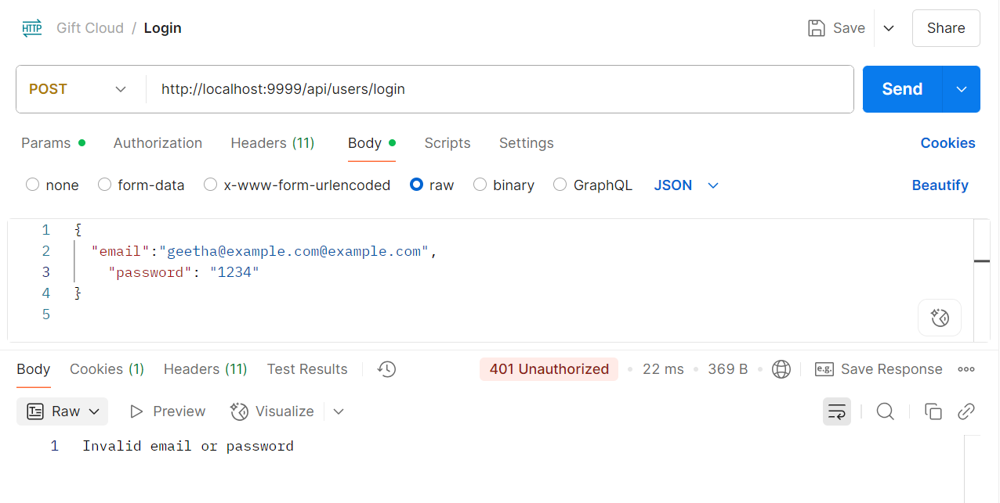 HTTP Gift Cloud / Login Save Share
POST http://localhost:9999/api/users/login Send
Params Authorization Headers (11) Body Scripts Settings Cookies
none form-data x-www-form-urlencoded raw binary GraphQL JSON Beautify
1 {
2 "email":"geetha@example.com@example.com",
3 "password": "1234"
4 }
5
Body Cookies (1) Headers (11) Test Results 401 Unauthorized 22 ms 369 B e.g. Save Response
Raw Preview Visualize
1 Invalid email or password